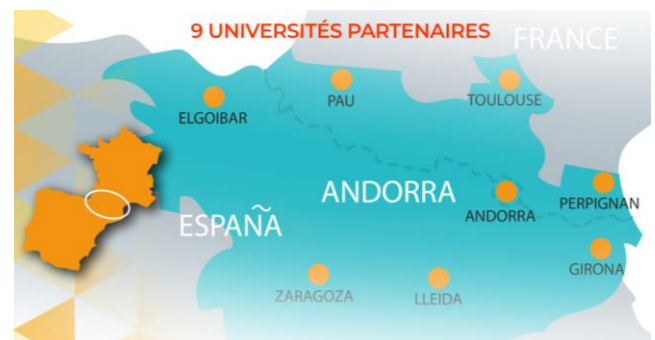 9 UNIVERSITÉS PARTENAIRES
FRANCE
PAU
TOULOUSE
ELGOIBAR
ANDORRA
ANDORRA
PERPIGNAN
ESPAÑA
GIRONA
ZARAGOZA
LLEIDA